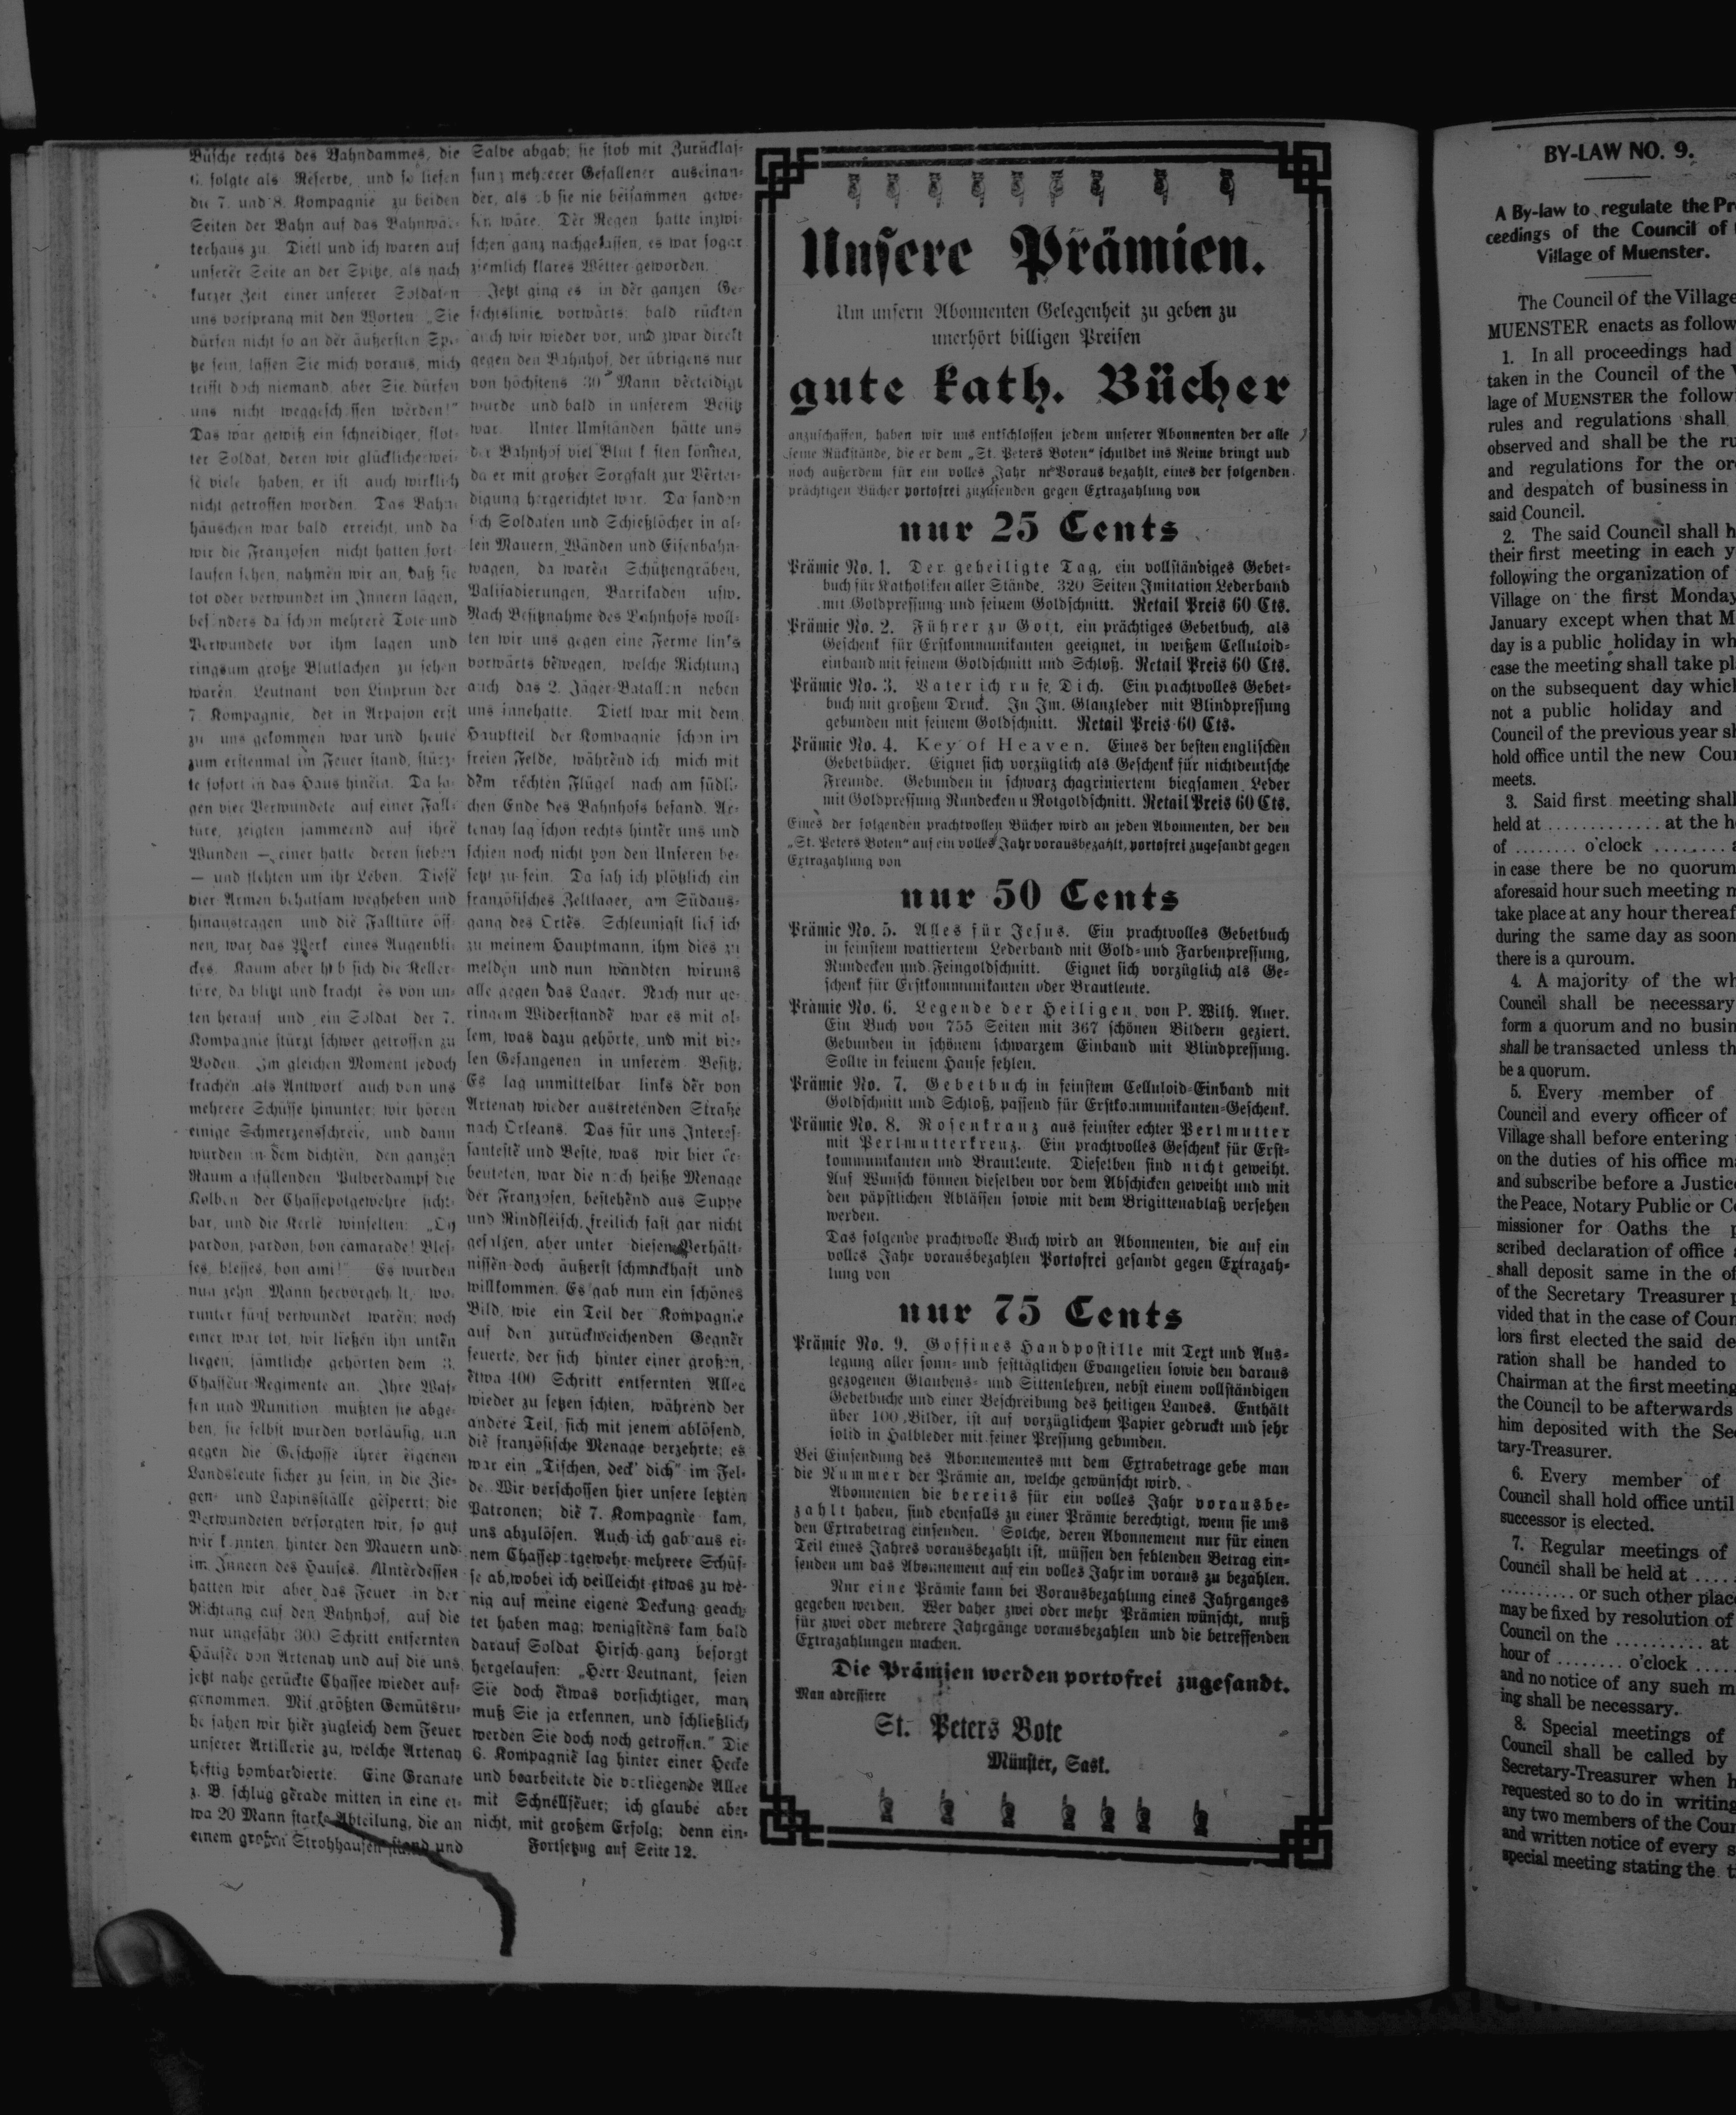 Büsche rechts des Bahndammes, die
6. folgte als Reserve, und so liefen
die 7. und 8. Kompagnie zu beiden
Seiten der Bahn auf das Bahnwär-
terhaus zu. Dietl und ich waren auf
unserer Seite an der Spitze, als nach
kurzer Zeit einer unserer Soldaten
uns vorsprang mit den Worten: „Sie
dürfen nicht so an der äußersten Spi-
tze sein, lassen Sie mich voraus, mich
trifft doch niemand, aber Sie dürfen
uns nicht weggeschossen werden!“
Das war gewiß ein schneidiger, flot-
ter Soldat, deren wir glücklicherwei-
se viele haben, er ist auch wirklich
nicht getroffen worden. Das Bahn-
häuschen war bald erreicht, und da
wir die Franzosen nicht hatten fort-
laufen sehen, nahmen wir an, daß sie
tot oder verwundet im Innern lägen,
besonders da schon mehrere Tote und
Verwundete vor ihm lagen und
ringsum große Blutlachen zu sehen
waren. Leutnant von Linprun der
7. Kompagnie, der in Arpajon erst
zu uns gekommen war und heute
zum erstenmal im Feuer stand, stürz-
te sofort in das Haus hinein. Da la-
gen vier Verwundete auf einer Fall-
türe, zeigten jammernd auf ihre
Wunden — einer hatte deren sieben
— und flehten um ihr Leben. Diese
vier Armen behutsam wegheben und
hinaustragen und die Falltüre öff-
nen, war das Werk eines Augenbli-
ckes. Kaum aber hob sich die Keller-
türe, da blitzt und kracht es von un-
ten herauf und ein Soldat der 7.
Kompagnie stürzt schwer getroffen zu
Boden. Im gleichen Moment jedoch
krachen als Antwort auch von uns
mehrere Schüsse hinunter; wir hören
einige Schmerzensschreie, und dann
wurden in dem dichten, den ganzen
Raum ausfüllenden Pulverdampf die
Kolben der Chassepotgewehre sicht-
bar, und die Kerle winselten: „Oh
pardon, pardon, bon camarade! Bles-
ses, blesses, bon ami!“ Es wurden
nun zehn Mann hervorgeholt, wo-
runter fünf verwundet waren; noch
einer war tot, wir ließen ihn unten
liegen; sämtliche gehörten dem 3.
Chasseur-Regimente an. Ihre Waf-
fen und Munition mußten sie abge-
ben, sie selbst wurden vorläufig, um
gegen die Geschosse ihrer eigenen
Landsleute sicher zu sein, in die Zie-
gen- und Lapinsställe gesperrt; die
Verwundeten versorgten wir, so gut
wir konnten, hinter den Mauern und
im Innern des Hauses. Unterdessen
hatten wir aber das Feuer in der
Richtung auf den Bahnhof, auf die
nur ungefähr 300 Schritt entfernten
Häuser von Artenay und auf die uns
jetzt nahe gerückte Chaussee wieder auf-
genommen. Mit größten Gemütsru-
he sahen wir hier zugleich dem Feuer
unserer Artillerie zu, welche Artenay
heftig bombardierte. Eine Granate
z. B. schlug gerade mitten in eine et-
wa 20 Mann starke Abteilung, die an
einem großen Strohhaufen stand und
Salve abgab; sie stob mit Zurücklas-
sung mehrerer Gefallener auseinan-
der, als ob sie nie beisammen gewe-
sen wäre. Der Regen hatte inzwi-
schen ganz nachgelassen, es war sogar
ziemlich klares Wetter geworden.
Jetzt ging es in der ganzen Ge-
fechtslinie vorwärts; bald rückten
auch wir wieder vor, und zwar direkt
gegen den Bahnhof, der übrigens nur
von höchstens 30 Mann verteidigt
wurde und bald in unserem Besitz
war. Unter Umständen hätte uns
der Bahnhof viel Blut kosten können,
da er mit großer Sorgfalt zur Vertei-
digung hergerichtet war. Da fanden
sich Soldaten und Schießlöcher in al-
len Mauern, Wänden und Eisenbahn-
wagen, da waren Schützengräben,
Palisadierungen, Barrikaden usw.
Nach Besitznahme des Bahnhofs woll-
ten wir uns gegen eine Ferme links
vorwärts bewegen, welche Richtung
auch das 2. Jäger-Batallon neben
uns innehatte. Dietl war mit dem
Hauptteil der Kompagnie schon im
freien Felde, während ich mich mit
dem rechten Flügel nach am südli-
chen Ende des Bahnhofs befand. Ar-
tenay lag schon rechts hinter uns und
schien noch nicht von den Unseren be-
setzt zu sein. Da sah ich plötzlich ein
französisches Zeltlager, am Südaus-
gang des Ortes. Schleunigst lief ich
zu meinem Hauptmann, ihm dies zu
melden und nun wandten wiruns
alle gegen das Lager. Nach nur ge-
ringem Widerstande war es mit al-
lem, was dazu gehörte, und mit vie-
len Gefangenen in unserem Besitz.
Es lag unmittelbar links der von
Artenay wieder austretenden Straße
nach Orleans. Das für uns Interes-
santeste und Beste, was wir hier er-
beuteten, war die noch heiße Menage
der Franzosen, bestehend aus Suppe
und Rindfleisch, freilich fast gar nicht
gesalzen, aber unter diesen Verhält-
nissen doch äußerst schmackhaft und
willkommen. Es gab nun ein schönes
Bild, wie ein Teil der Kompagnie
auf den zurückweichenden Gegner
feuerte, der sich hinter einer großen,
etwa 400 Schritt entfernten Allee
wieder zu setzen schien, während der
andere Teil, sich mit jenem ablösend,
die französische Menage verzehrte; es
war ein „Tischen, deck' dich“ im Fel-
de. Wir verschossen hier unsere letzten
Patronen; die 7. Kompagnie kam,
uns abzulösen. Auch ich gab aus ei-
nem Chassepotgewehr mehrere Schüs-
se ab, wobei ich veilleicht etwas zu we-
nig auf meine eigene Deckung geach-
tet haben mag; wenigstens kam bald
darauf Soldat Hirsch ganz besorgt
hergelaufen: „Herr Leutnant, seien
Sie doch etwas vorsichtiger, man
muß Sie ja erkennen, und schließlich
werden Sie doch noch getroffen.“ Die
6. Kompagnie lag hinter einer Hecke
und bearbeitete die vorliegende Allee
mit Schnellfeuer; ich glaube aber
nicht, mit großem Erfolg; denn ein-
Fortsetzug auf Seite 12.
Unsere Prämien.
Um unsern Abonnenten Gelegenheit zu geben zu
unerhört billigen Preisen
gute kath. Bücher
anzuschaffen, haben wir uns entschlossen jedem unserer Abonnenten der alle
seine Rückstände, die er dem „St. Peters Boten“ schuldet ins Reine bringt und
noch außerdem für ein volles Jahr Voraus bezahlt, eines der folgenden
prächtigen Bücher portofrei zuzusenden gegen Extrazahlung von
nur 25 Cents
Prämie No. 1. Der geheiligte Tag, ein vollständiges Gebet-
buch für Katholiken aller Stände, 320 Seiten Imitation Lederband
mit Goldpressung und feinem Goldschnitt. Retail Preis 60 Cts.
Prämie No. 2. Führer zu Gott, ein prächtiges Gebetbuch, als
Geschenk für Erstkommunikanten geeignet, in weißem Celluloid-
einband mit feinem Goldschnitt und Schloß. Retail Preis 60 Cts.
Prämie No. 3. Vater ich rufe Dich. Ein prachtvolles Gebet-
buch mit großem Druck. In Im. Glanzleder mit Blindpressung
gebunden mit feinem Goldschnitt. Retail Preis 60 Cts.
Prämie No. 4. Key of Heaven. Eines der besten englischen
Gebetbücher. Eignet sich vorzüglich als Geschenk für nichtdeutsche
Freunde. Gebunden in schwarz chagriniertem biegsamen Leder
mit Goldpressung Rundecken u Rotgoldschnitt. Retail Preis 60 Cts.
Eines der folgenden prachtvollen Bücher wird an jeden Abonnenten, der den
„St. Peters Boten“ auf ein volles Jahr vorausbezahlt, portofrei zugesandt gegen
Extrazahlung von
nur 50 Cents
Prämie No. 5. Alles für Jesus. Ein prachtvolles Gebetbuch
in feinstem wattiertem Lederband mit Gold- und Farbenpressung,
Rundecken und Feingoldschnitt. Eignet sich vorzüglich als Ge-
schenk für Erstkommunikanten oder Brautleute.
Prämie No. 6. Legende der Heiligen von P. Wilh. Auer.
Ein Buch von 755 Seiten mit 367 schönen Bildern geziert.
Gebunden in schönem schwarzem Einband mit Blindpressung.
Sollte in keinem Hause fehlen.
Prämie No. 7. Gebetbuch in feinstem Celluloid-Einband mit
Goldschnitt und Schloß, passend für Erstkommunikanten-Geschenk.
Prämie No. 8. Rosenkranz aus feinster echter Perlmutter
mit Perlmutterkreuz. Ein prachtvolles Geschenk für Erst-
kommunikanten und Brautleute. Dieselben sind nicht geweiht.
Auf Wunsch können dieselben vor dem Abschicken geweiht und mit
den päpstlichen Ablässen sowie mit dem Brigittenablaß versehen
werden.
Das folgende prachtvolle Buch wird an Abonnenten, die auf ein
volles Jahr vorausbezahlen Portofrei gesandt gegen Extrazah-
lung von
nur 75 Cents
Prämie No. 9. Goffines Handpostille mit Text und Aus-
legung aller sonn- und festtäglichen Evangelien sowie den daraus
gezogenen Glaubens- und Sittenlehren, nebst einem vollständigen
Gebetbuche und einer Beschreibung des heiligen Landes. Enthält
über 100 Bilder, ist auf vorzüglichem Papier gedruckt und sehr
solid in Halbleder mit feiner Pressung gebunden.
Bei Einsendung des Abonnementes mit dem Extrabetrage gebe man
die Nummer der Prämie an, welche gewünscht wird.
Abonnenten die bereits für ein volles Jahr vorausbe-
zahlt haben, sind ebenfalls zu einer Prämie berechtigt, wenn sie uns
den Extrabetrag einsenden. Solche, deren Abonnement nur für einen
Teil eines Jahres vorausbezahlt ist, müssen den fehlenden Betrag ein-
senden um das Abonnement auf ein volles Jahr im voraus zu bezahlen.
Nur eine Prämie kann bei Vorausbezahlung eines Jahrganges
gegeben werden. Wer daher zwei oder mehr Prämien wünscht, muß
für zwei oder mehrere Jahrgänge vorausbezahlen und die betreffenden
Extrazahlungen machen.
Die Prämien werden portofrei zugesandt.
Man adressiere
St. Peters Bote
Münster, Sask.
BY-LAW NO. 9.
A By-law to regulate the Pro
ceedings of the Council of
Village of Muenster.
The Council of the Village
MUENSTER enacts as follow
1. In all proceedings had
taken in the Council of the V
lage of MUENSTER the follow
rules and regulations shall
observed and shall be the ru
and regulations for the or
and despatch of business in
said Council.
2. The said Council shall h
their first meeting in each y
following the organization of
Village on the first Monday
January except when that M
day is a public holiday in wh
case the meeting shall take pl
on the subsequent day which
not a public holiday and
Council of the previous year sh
hold office until the new Coun
meets.
3. Said first meeting shall
held at ............ at the h
of ........ o'clock ........ a
in case there be no quorum
aforesaid hour such meeting m
take place at any hour thereaf
during the same day as soon
there is a quroum.
4. A majority of the wh
Council shall be necessary
form a quorum and no busin
shall be transacted unless th
be a quorum.
5. Every member of
Council and every officer of
Village shall before entering
on the duties of his office ma
and subscribe before a Justice
the Peace, Notary Public or Co
missioner for Oaths the p
scribed declaration of office a
shall deposit same in the of
of the Secretary Treasurer p
vided that in the case of Coun
lors first elected the said de
ration shall be handed to
Chairman at the first meeting
the Council to be afterwards
him deposited with the Sec
tary-Treasurer.
6. Every member of
Council shall hold office until
successor is elected.
7. Regular meetings of
Council shall be held at ....
.......... or such other place
may be fixed by resolution of
Council on the .......... at
hour of ........ o'clock ....
and no notice of any such m
ing shall be necessary.
8. Special meetings of
Council shall be called by
Secretary-Treasurer when h
requested so to do in writing
any two members of the Coun
and written notice of every s
special meeting stating the t